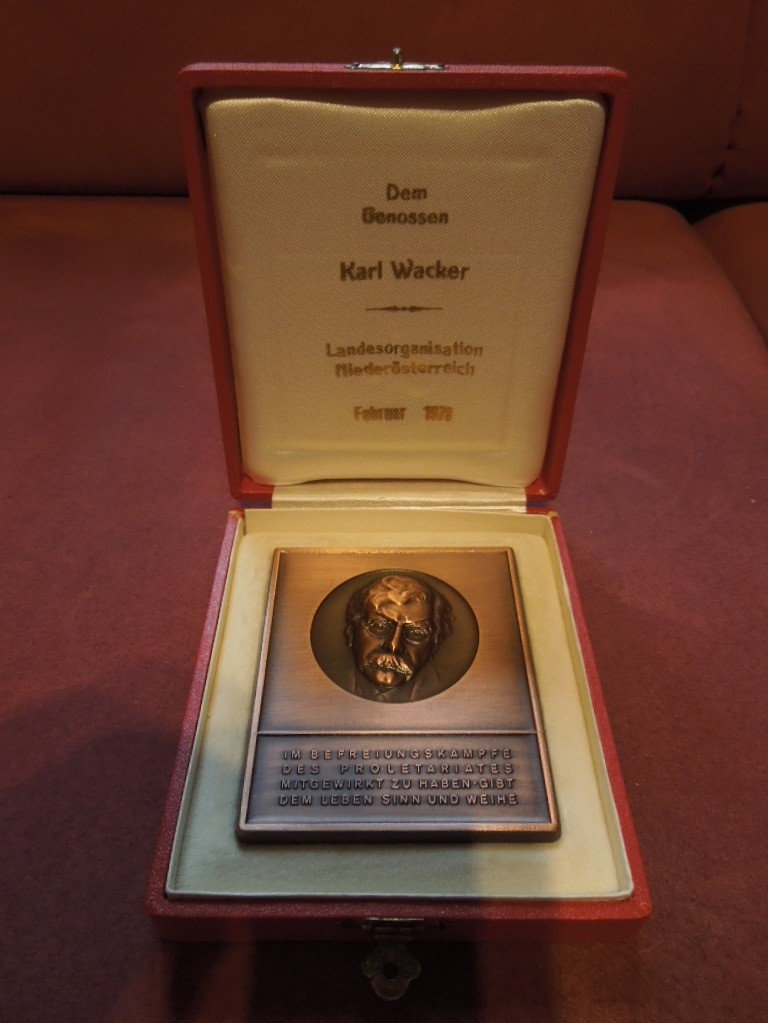 Dem
Genossen
Karl Wacker
Landesorganisation
Niederösterreich
Februar 1978
IM BEFREIUNGSKAMPFE
DES PROLETARIATES
MITGEWIRKT ZU HABEN·GIBT
DEM LEBEN SINN UND WEIHE